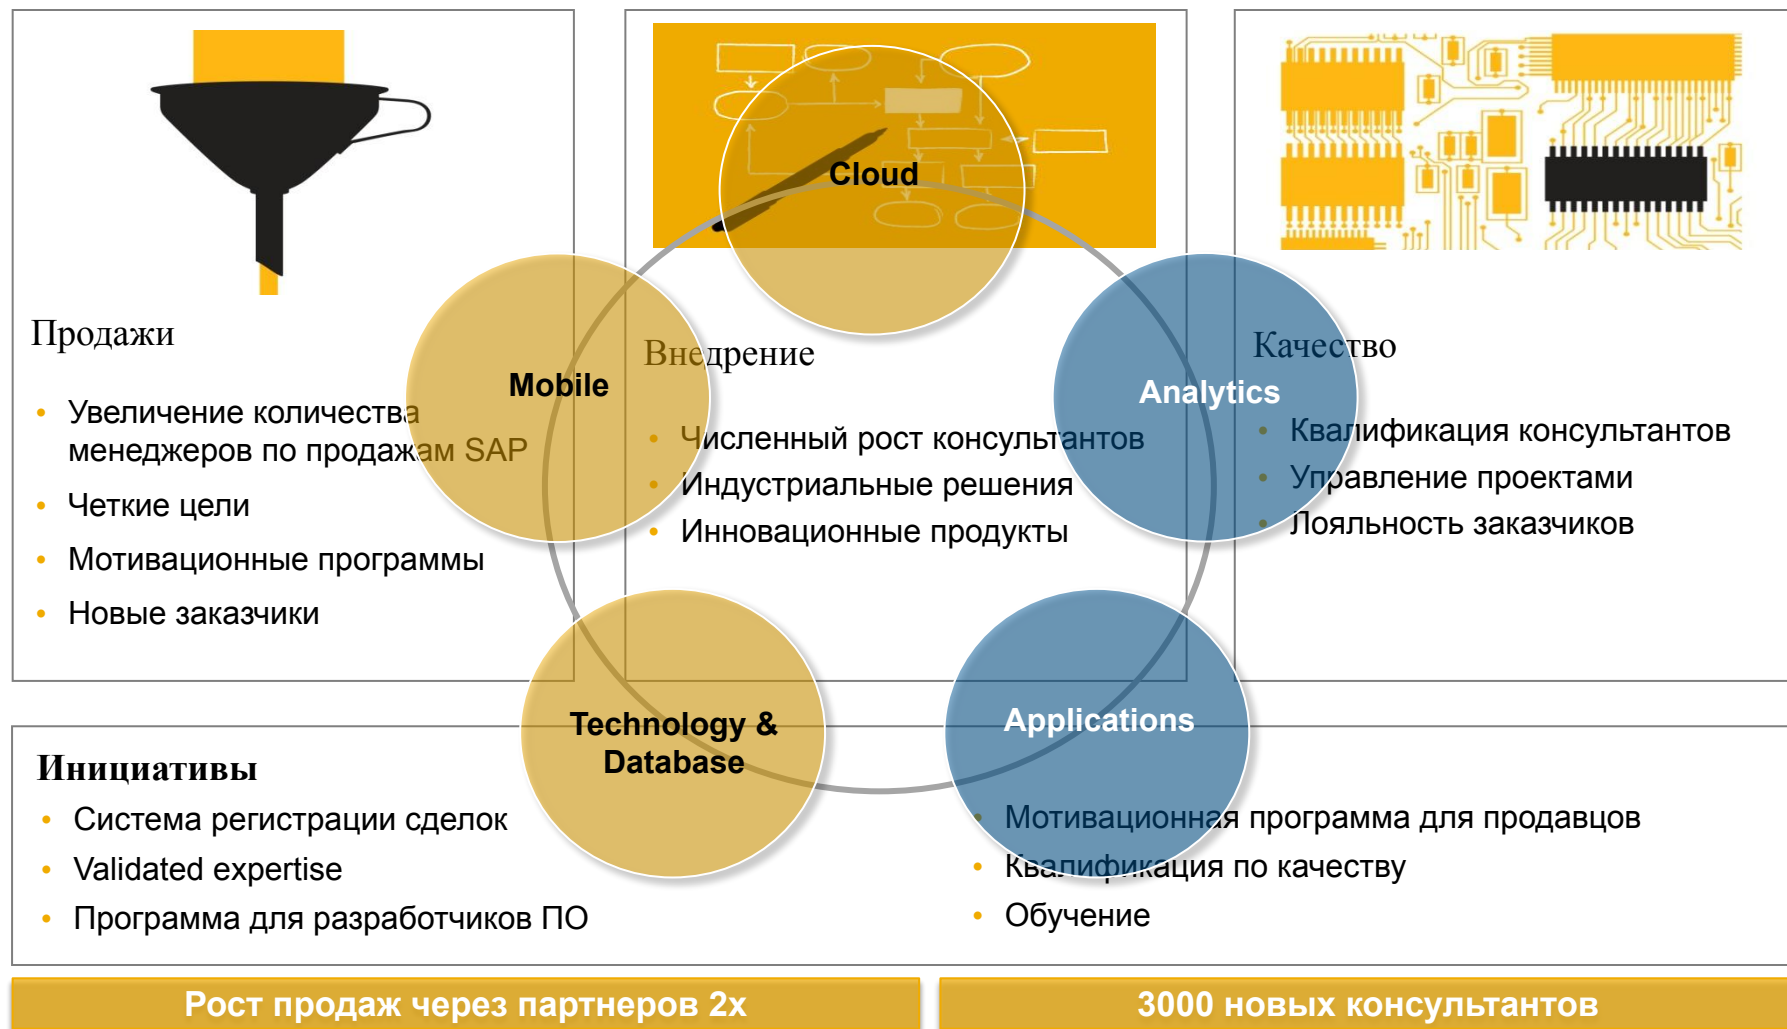 Продажи
• Увеличение количества
менеджеров по продажам SAP
• Четкие цели
• Мотивационные программы
• Новые заказчики
Внедрение
• Численный рост консультантов
• Индустриальные решения
• Инновационные продукты
Качество
• Квалификация консультантов
• Управление проектами
• Лояльность заказчиков
Cloud
Mobile
Analytics
Technology &
Database
Applications
Инициативы
• Система регистрации сделок
• Validated expertise
• Программа для разработчиков ПО
• Мотивационная программа для продавцов
• Квалификация по качеству
• Обучение
Рост продаж через партнеров 2x
3000 новых консультантов